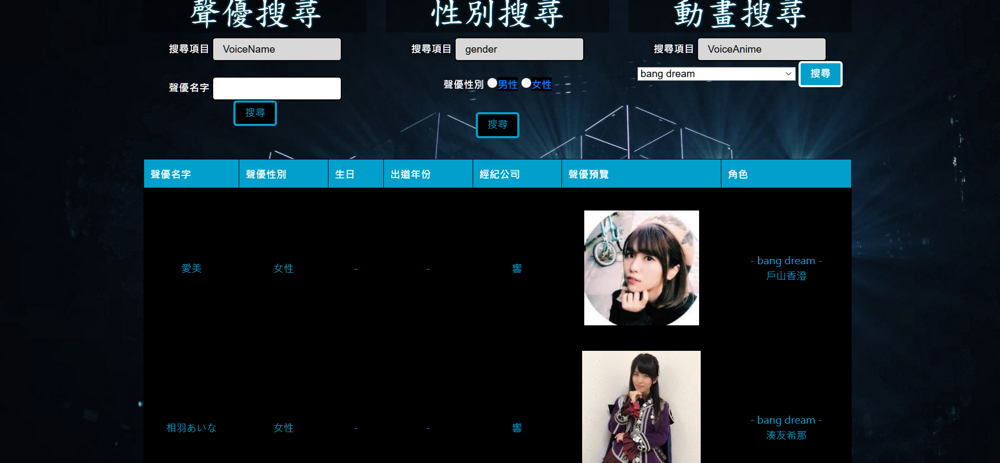 聲優搜尋 性別搜尋 動畫搜尋
搜尋項目 VoiceName 搜尋項目 gender 搜尋項目 VoiceAnime
bang dream 搜尋
聲優名字 聲優性別 男性 女性
搜尋
搜尋
聲優名字 聲優性別 生日 出道年份 經紀公司 聲優預覽 角色
愛美 女性 - - 響 - bang dream -
戶山香澄
相羽あいな 女性 - - 響 - bang dream -
湊友希那